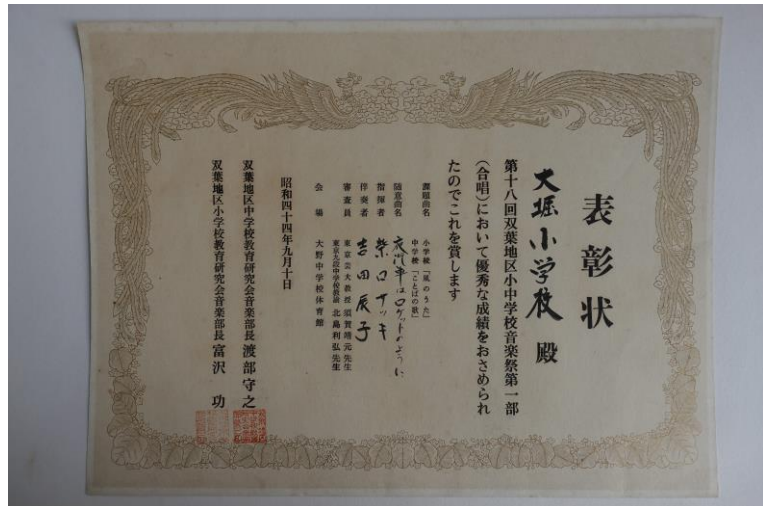 表彰状
大堀小学校 殿
第十八回双葉地区小中学校音楽祭第一部
(合唱)において優秀な成績をおさめられ
たのでこれを賞します
課題曲名 小学校「風のうた」
中学校「ことばの歌」
随意曲名 夜汽車はロケットのように
指揮者 柴口ナツキ
伴奏者 吉田辰子
審査員 東京芸大教授 須賀靖元先生
東京九段中学校教諭 北島利弘先生
会場 大野中学校体育館
昭和四十四年九月十日
双葉地区中学校教育研究会音楽部長 渡部守之
双葉地区小学校教育研究会音楽部長 富沢功